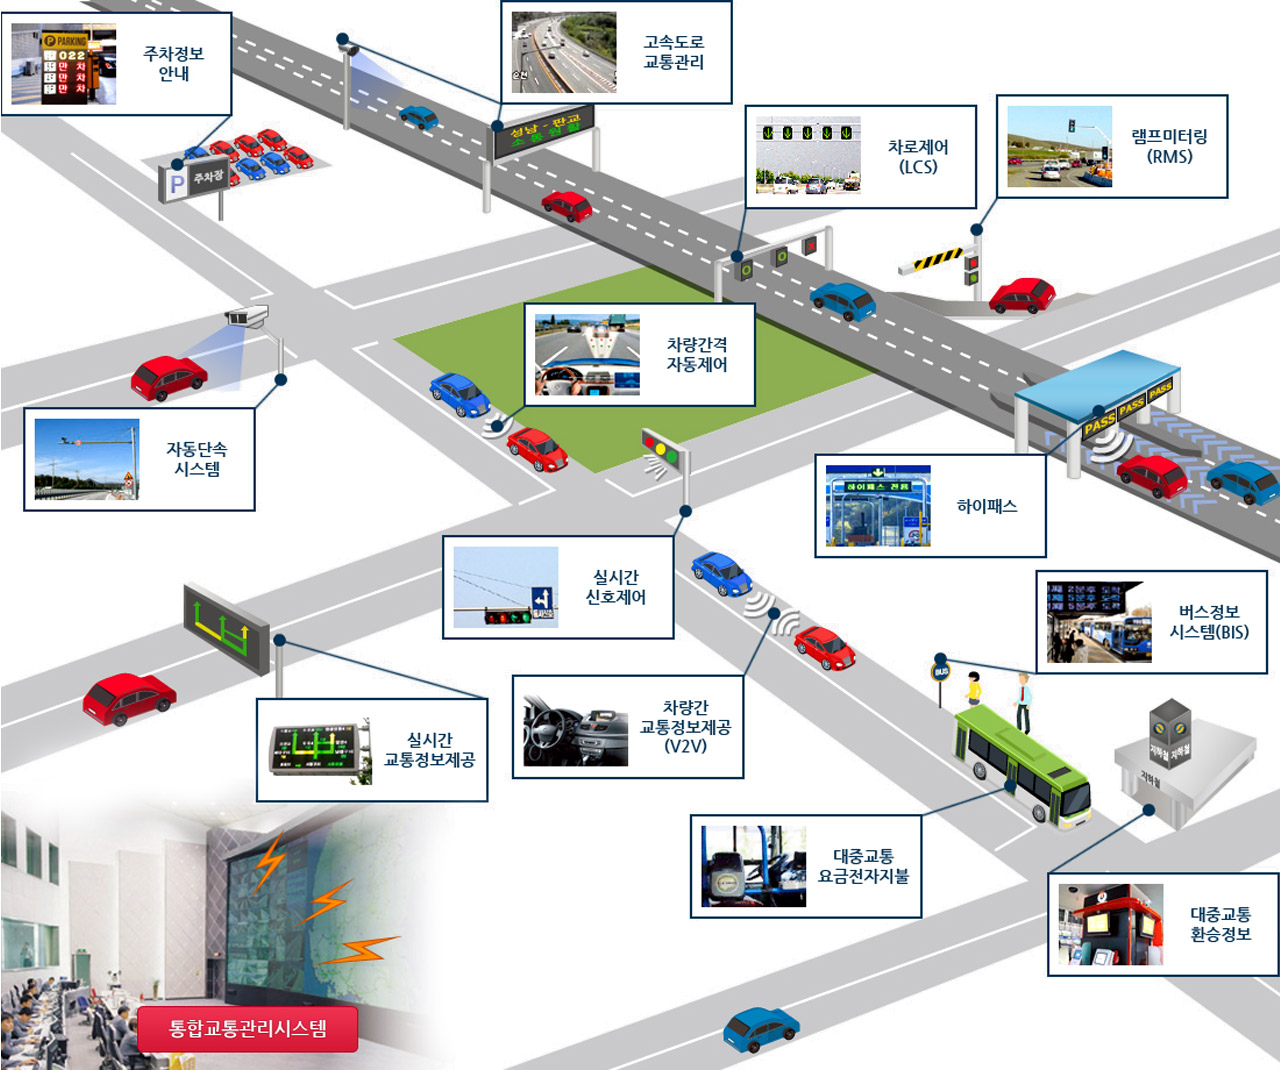 PARKING
022
만 차
만 차
만 차
주차정보
안내
순천
고속도로
교통관리
성남 - 판교
소통원활
P 주차장
차로제어
(LCS)
램프미터링
(RMS)
차량간격
자동제어
자동단속
시스템
PASS PASS PASS
하이패스 전용
하이패스
실시간
신호제어
동시신호
버스정보
시스템(BIS)
BUS
실시간
교통정보제공
차량간
교통정보제공
(V2V)
지하철 지하철
지하철
대중교통
요금전자지불
대중교통
환승정보
통합교통관리시스템